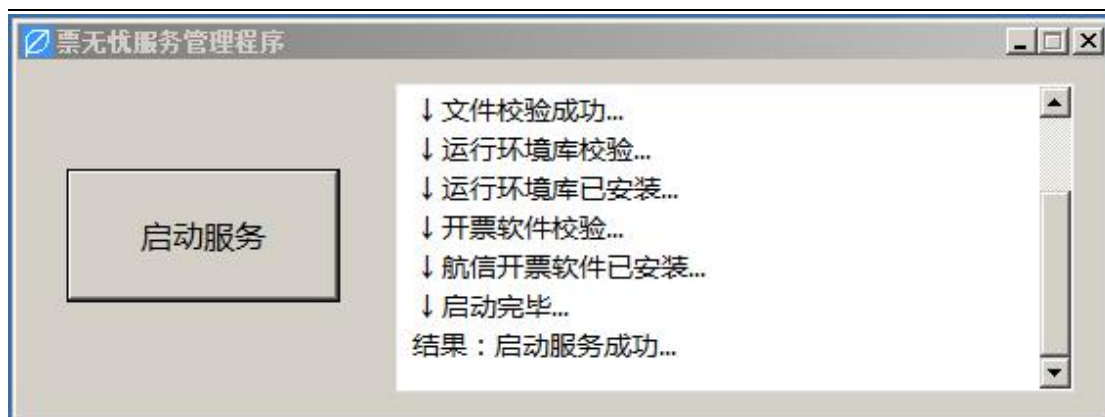 票无忧服务管理程序
启动服务
↓文件校验成功...
↓运行环境库校验...
↓运行环境库已安装...
↓开票软件校验...
↓航信开票软件已安装...
↓启动完毕...
结果：启动服务成功...